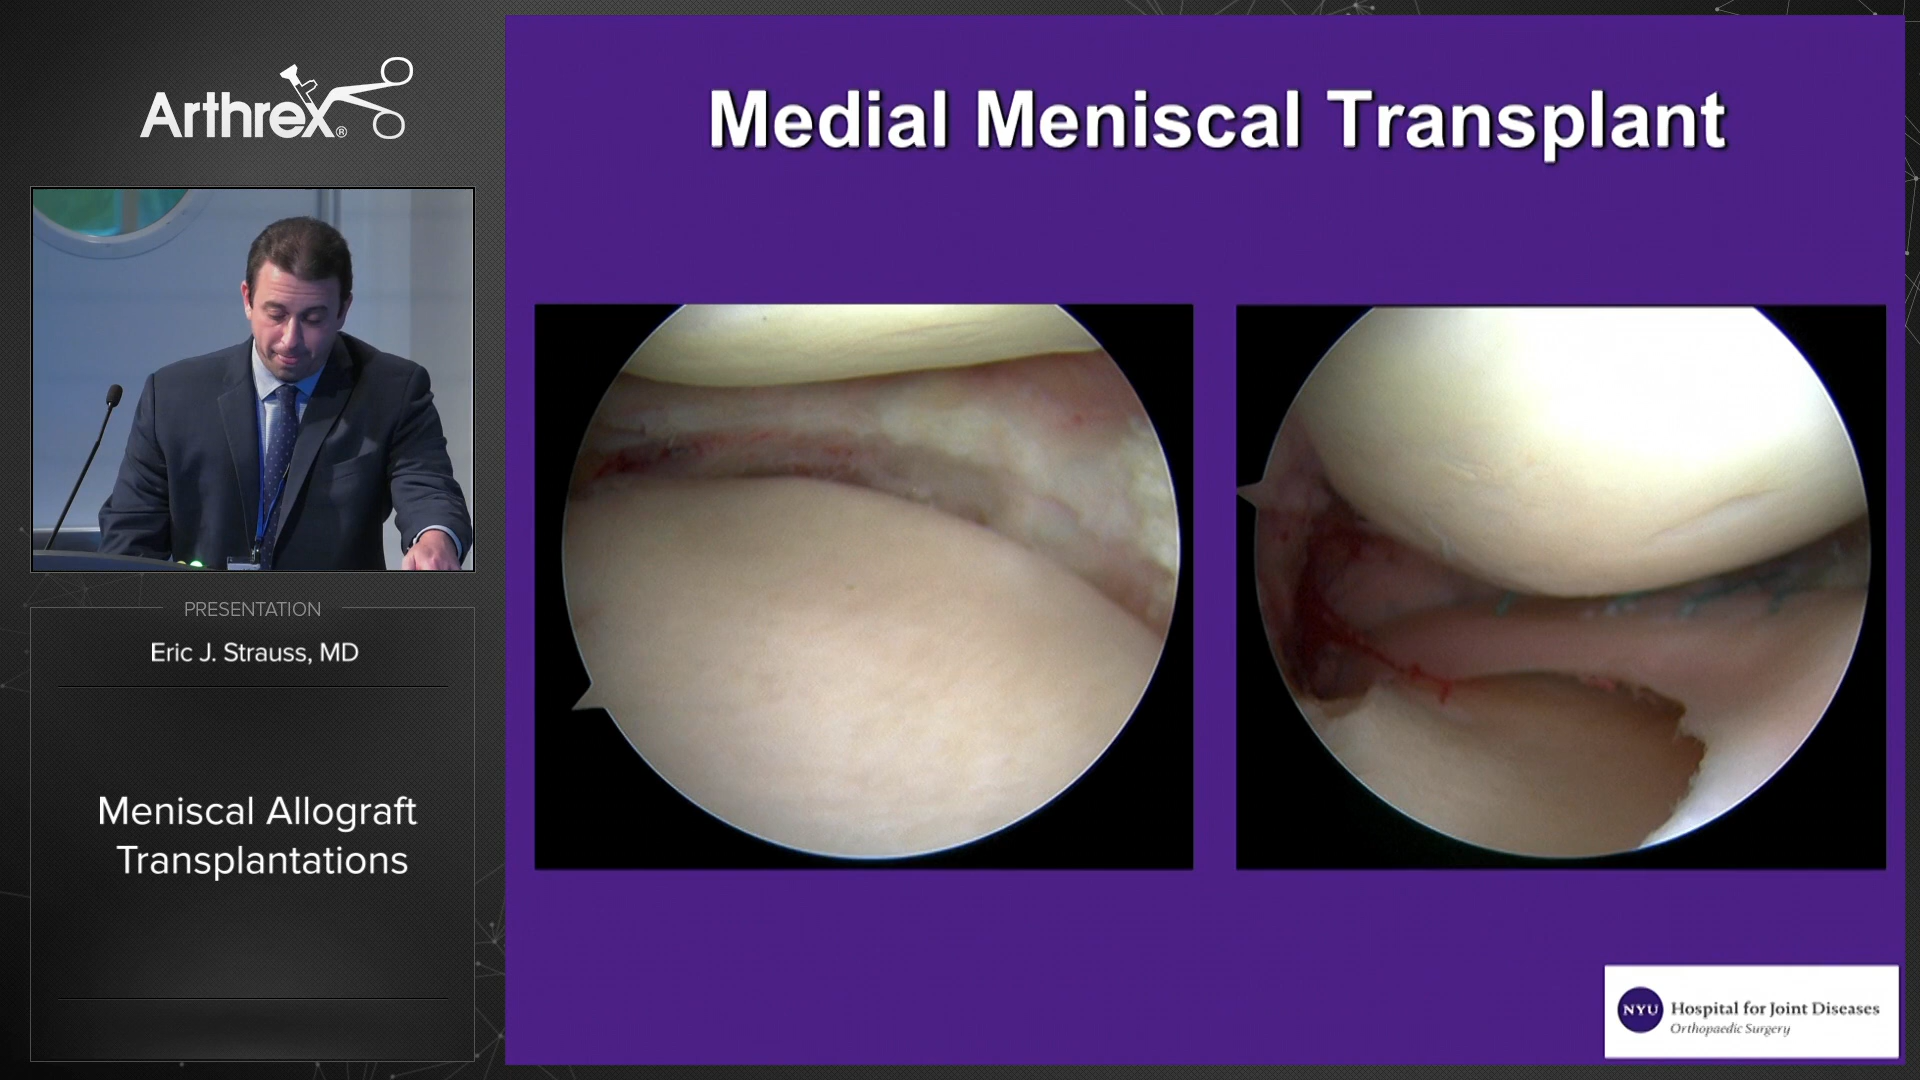 Arthrex®
PRESENTATION
Eric J. Strauss, MD
Meniscal Allograft
Transplantations
Medial Meniscal Transplant
NYU
Hospital for Joint Diseases
Orthopaedic Surgery